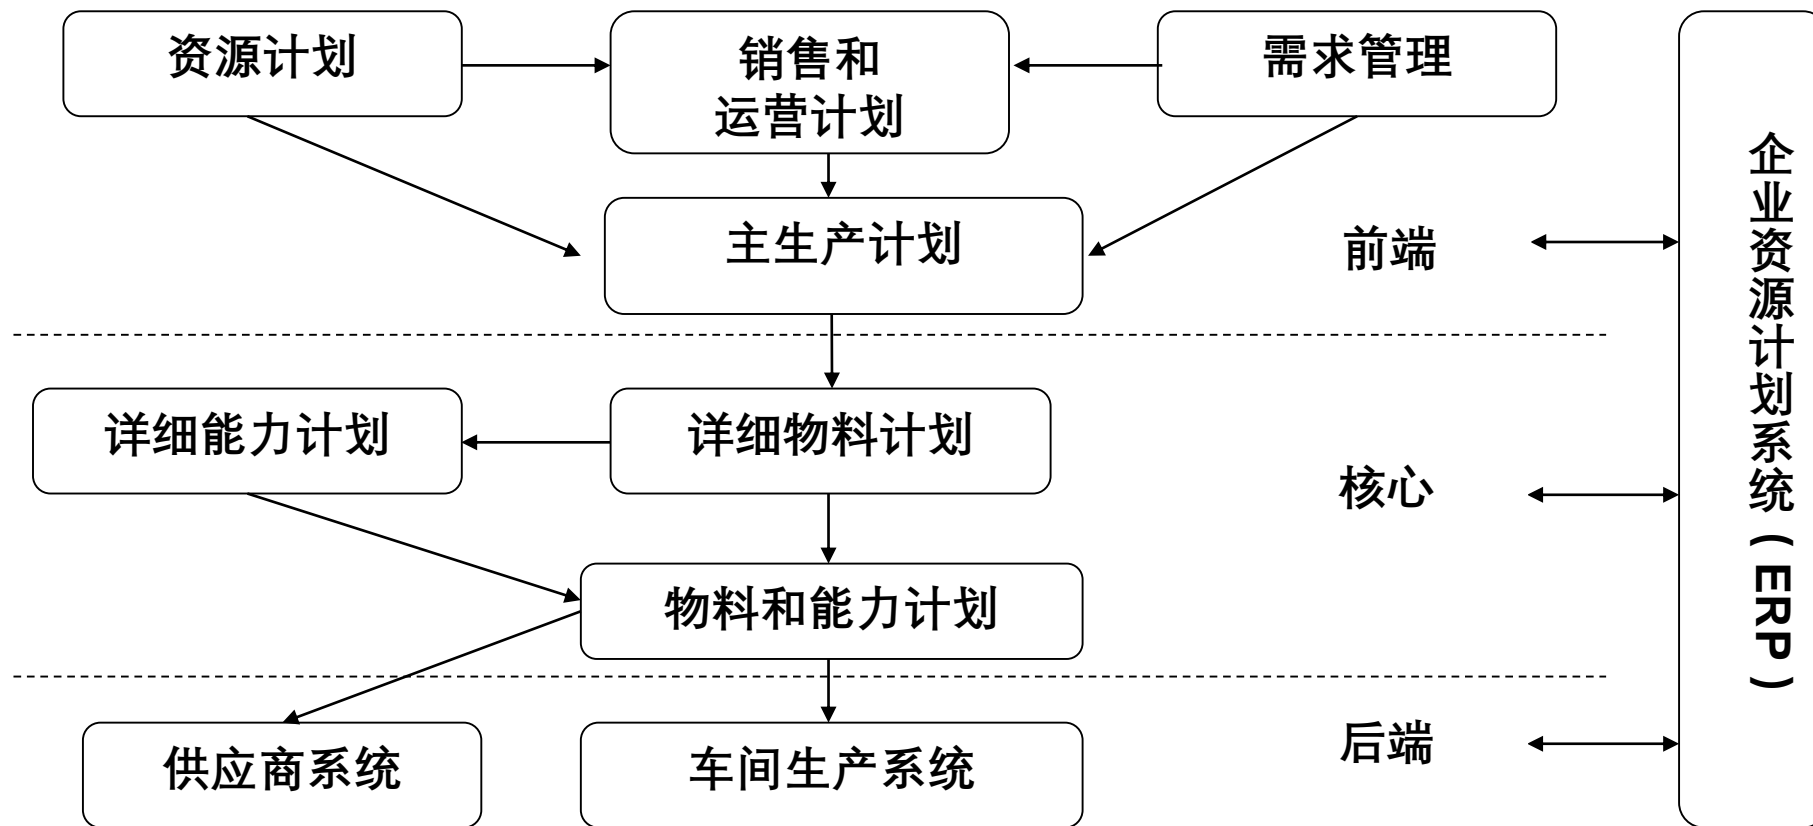 资源计划
销售和
运营计划
需求管理
主生产计划
前端
详细能力计划
详细物料计划
核心
物料和能力计划
供应商系统
车间生产系统
后端
企业资源计划系统（ERP）